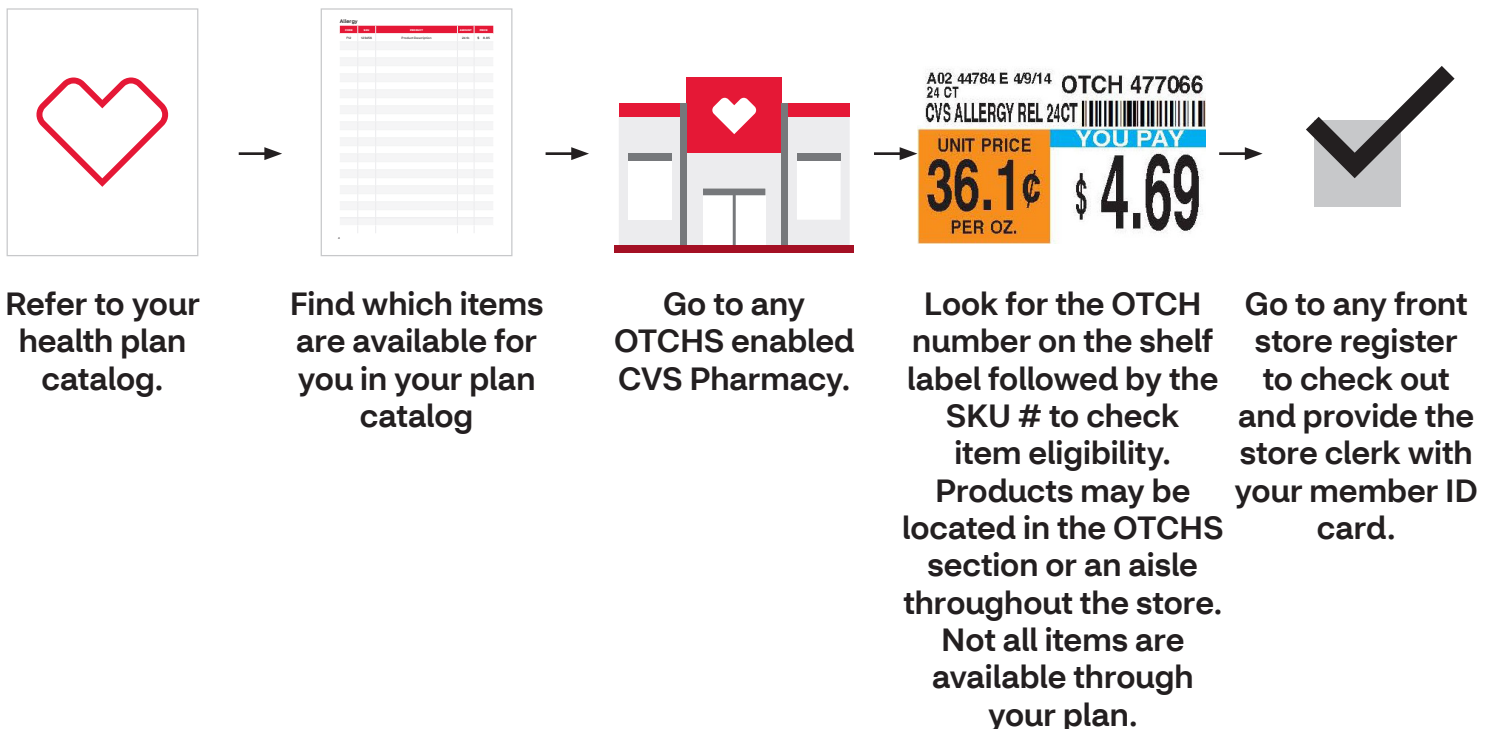 Allergy
Refer to your
health plan
catalog.
Find which items
are available for
you in your plan
catalog
Go to any
OTCHS enabled
CVS Pharmacy.
A02 44784 E 4/9/14
24 CT
OTCH 477066
CVS ALLERGY REL 24CT
UNIT PRICE
36.1¢
PER OZ.
YOU PAY
$ 4.69
Look for the OTCH
number on the shelf
label followed by the
SKU # to check
item eligibility.
Products may be
located in the OTCHS
section or an aisle
throughout the store.
Not all items are
available through
your plan.
Go to any front
store register
to check out
and provide the
store clerk with
your member ID
card.